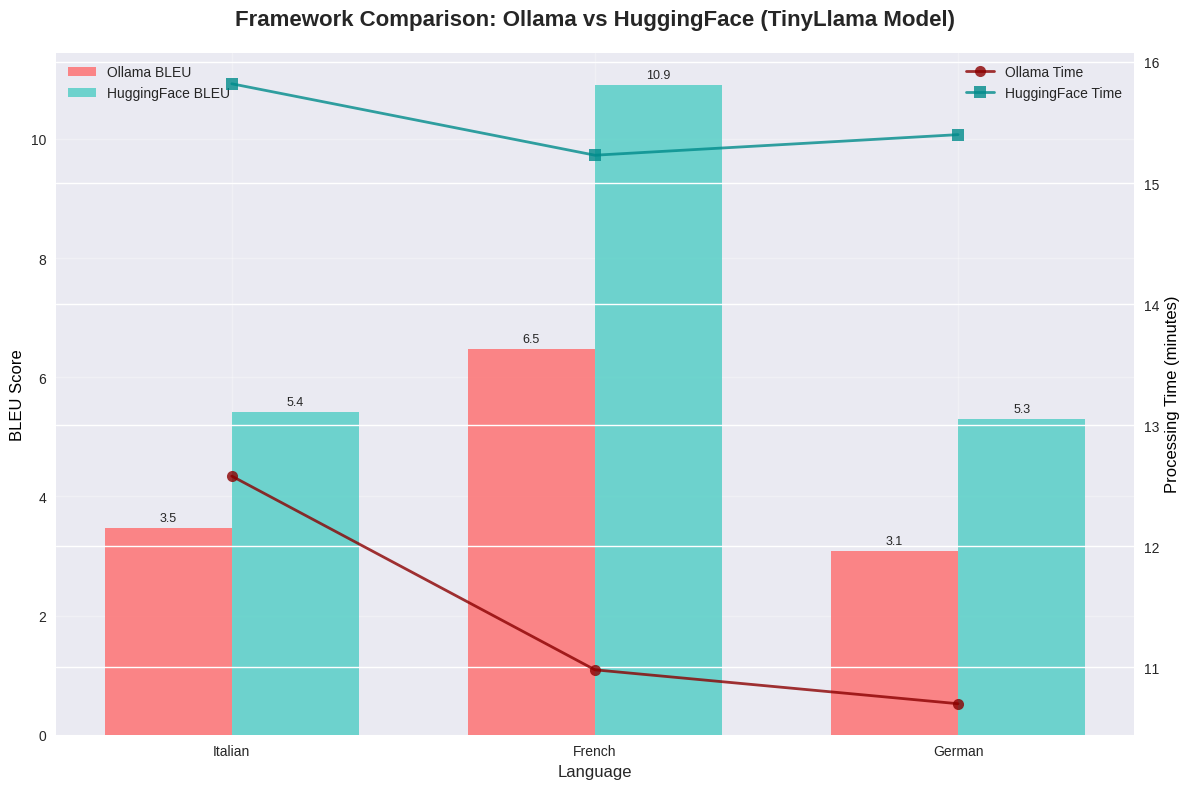 Framework Comparison: Ollama vs HuggingFace (TinyLlama Model)
Ollama BLEU
HuggingFace BLEU
Ollama Time
HuggingFace Time
BLEU Score
10
8
6
4
2
0
3.5
5.4
6.5
10.9
3.1
5.3
16
15
14
13
12
11
Processing Time (minutes)
Italian
French
German
Language